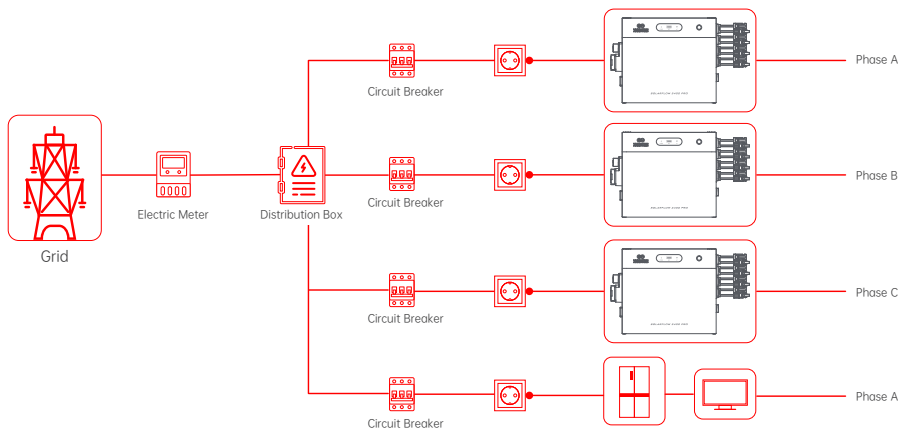 Phase A
Circuit Breaker
Phase B
Circuit Breaker
Electric Meter
Distribution Box
Grid
Phase C
Circuit Breaker
Phase A
Circuit Breaker